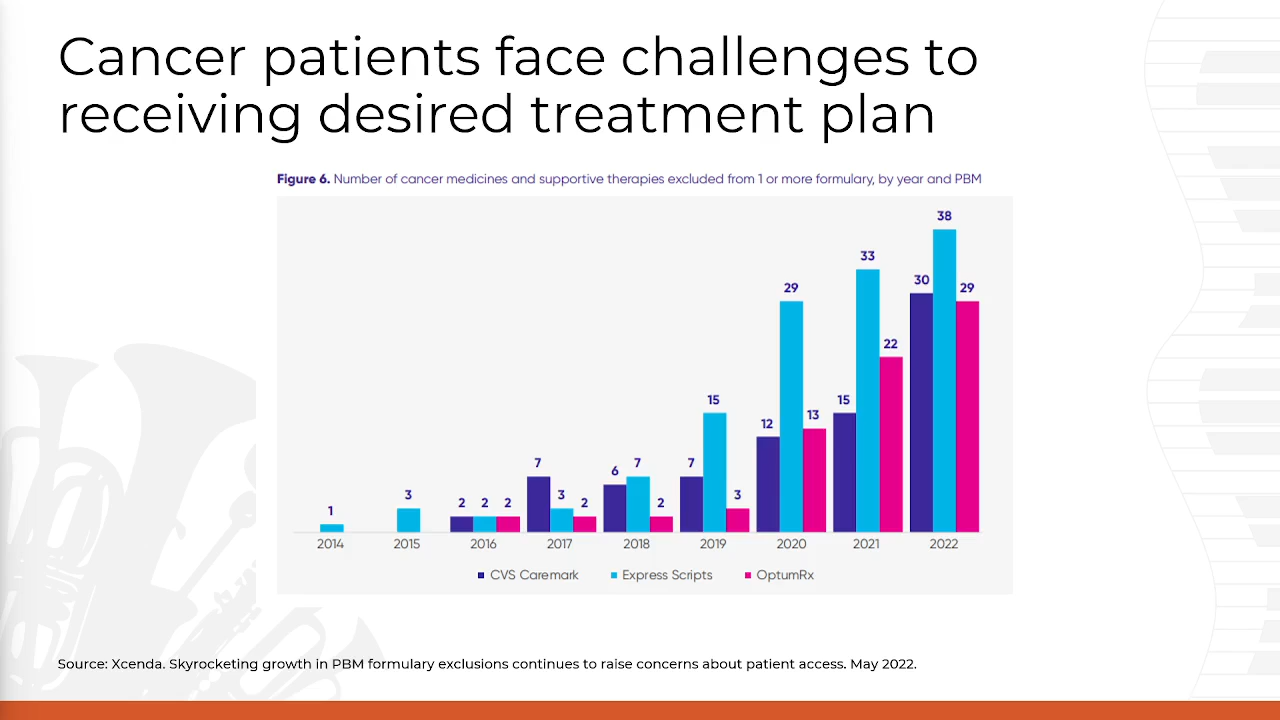 Cancer patients face challenges to
receiving desired treatment plan
Figure 6. Number of cancer medicines and supportive therapies excluded from 1 or more formulary, by year and PBM
1
3
2 2 2
7 3 2
6 7 2
7 15 3
12 29 13
15 33 22
30 38 29
2014 2015 2016 2017 2018 2019 2020 2021 2022
CVS Caremark Express Scripts OptumRx
Source: Xcenda. Skyrocketing growth in PBM formulary exclusions continues to raise concerns about patient access. May 2022.